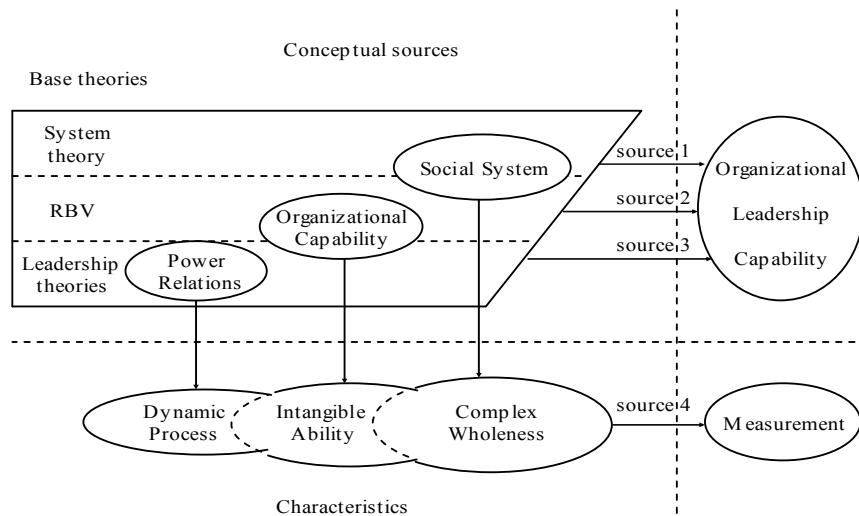 Conceptual sources
Base theories
System
theory
Social System
source 1
RBV
Organizational
Capability
source 2
Leadership
theories
Power
Relations
source 3
Organizational
Leadership
Capability
Dynamic
Process
Intangible
Ability
Complex
Wholeness
source 4
Measurement
Characteristics